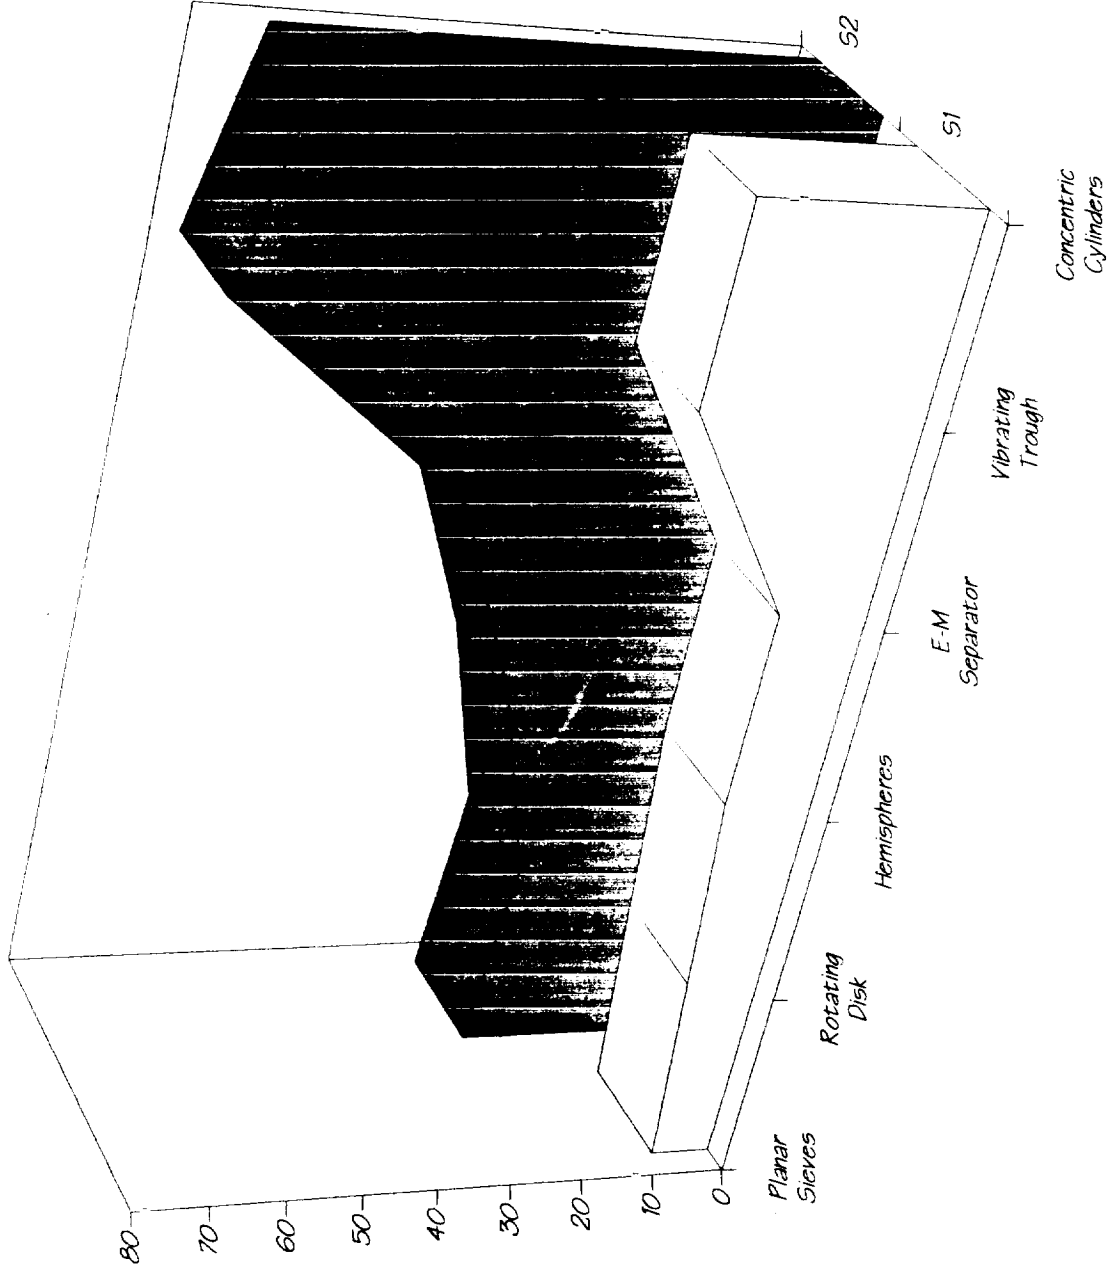 80
70
60
50
40
30
20
10
0
Planar
Sieves
Rotating
Disk
Hemispheres
E-M
Separator
Vibrating
Trough
Concentric
Cylinders
S1
S2